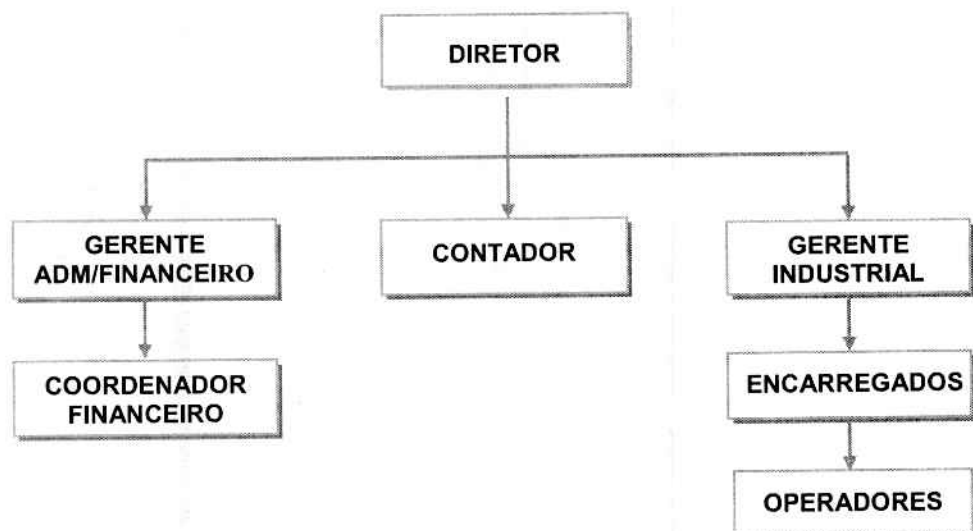 DIRETOR
GERENTE
ADM/FINANCEIRO
CONTADOR
GERENTE
INDUSTRIAL
COORDENADOR
FINANCEIRO
ENCARREGADOS
OPERADORES